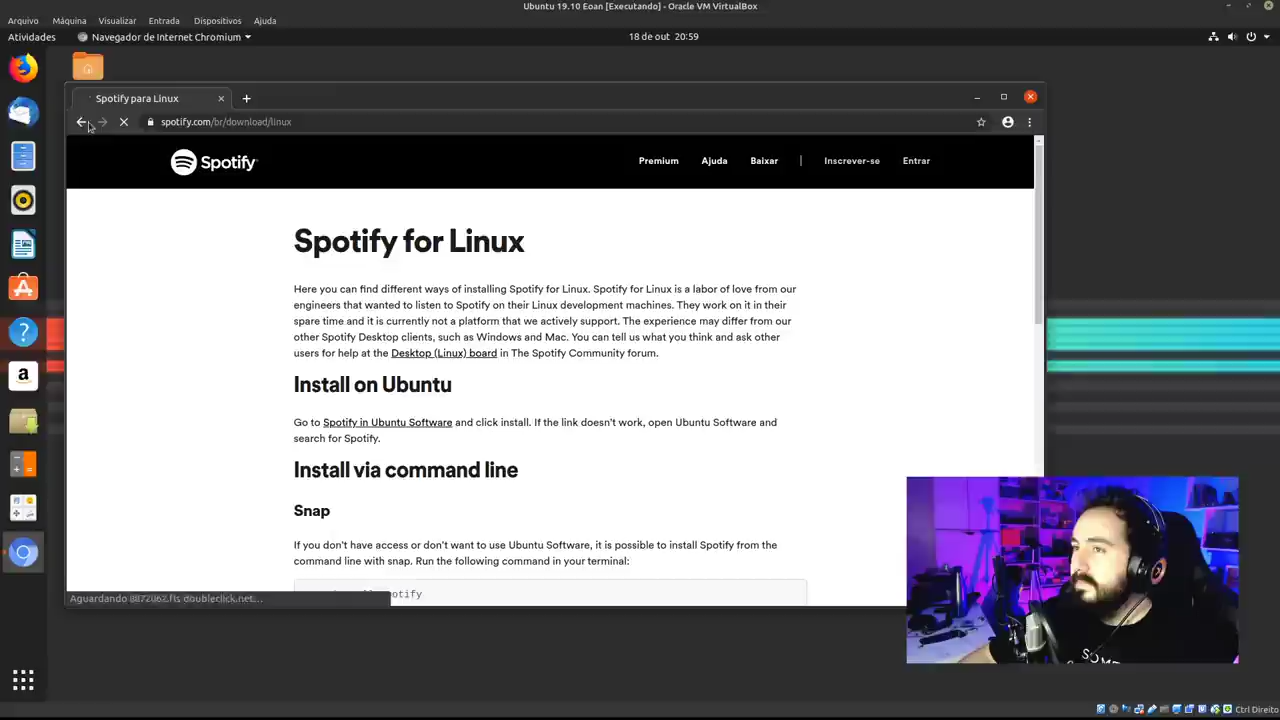 Ubuntu 19.10 Eoan [Executando] - Oracle VM VirtualBox
Arquivo Máquina Visualizar Entrada Dispositivos Ajuda
Atividades Navegador de Internet Chromium 18 de out 20:59
Spotify para Linux
spotify.com/br/download/linux
Spotify Premium Ajuda Baixar | Inscrever-se Entrar
Spotify for Linux
Here you can find different ways of installing Spotify for Linux. Spotify for Linux is a labor of love from our
engineers that wanted to listen to Spotify on their Linux development machines. They work on it in their
spare time and it is currently not a platform that we actively support. The experience may differ from our
other Spotify Desktop clients, such as Windows and Mac. You can tell us what you think and ask other
users for help at the Desktop (Linux) board in The Spotify Community forum.
Install on Ubuntu
Go to Spotify in Ubuntu Software and click install. If the link doesn't work, open Ubuntu Software and
search for Spotify.
Install via command line
Snap
If you don't have access or don't want to use Ubuntu Software, it is possible to install Spotify from the
command line with snap. Run the following command in your terminal:
Aguardando
Ctrl Direito